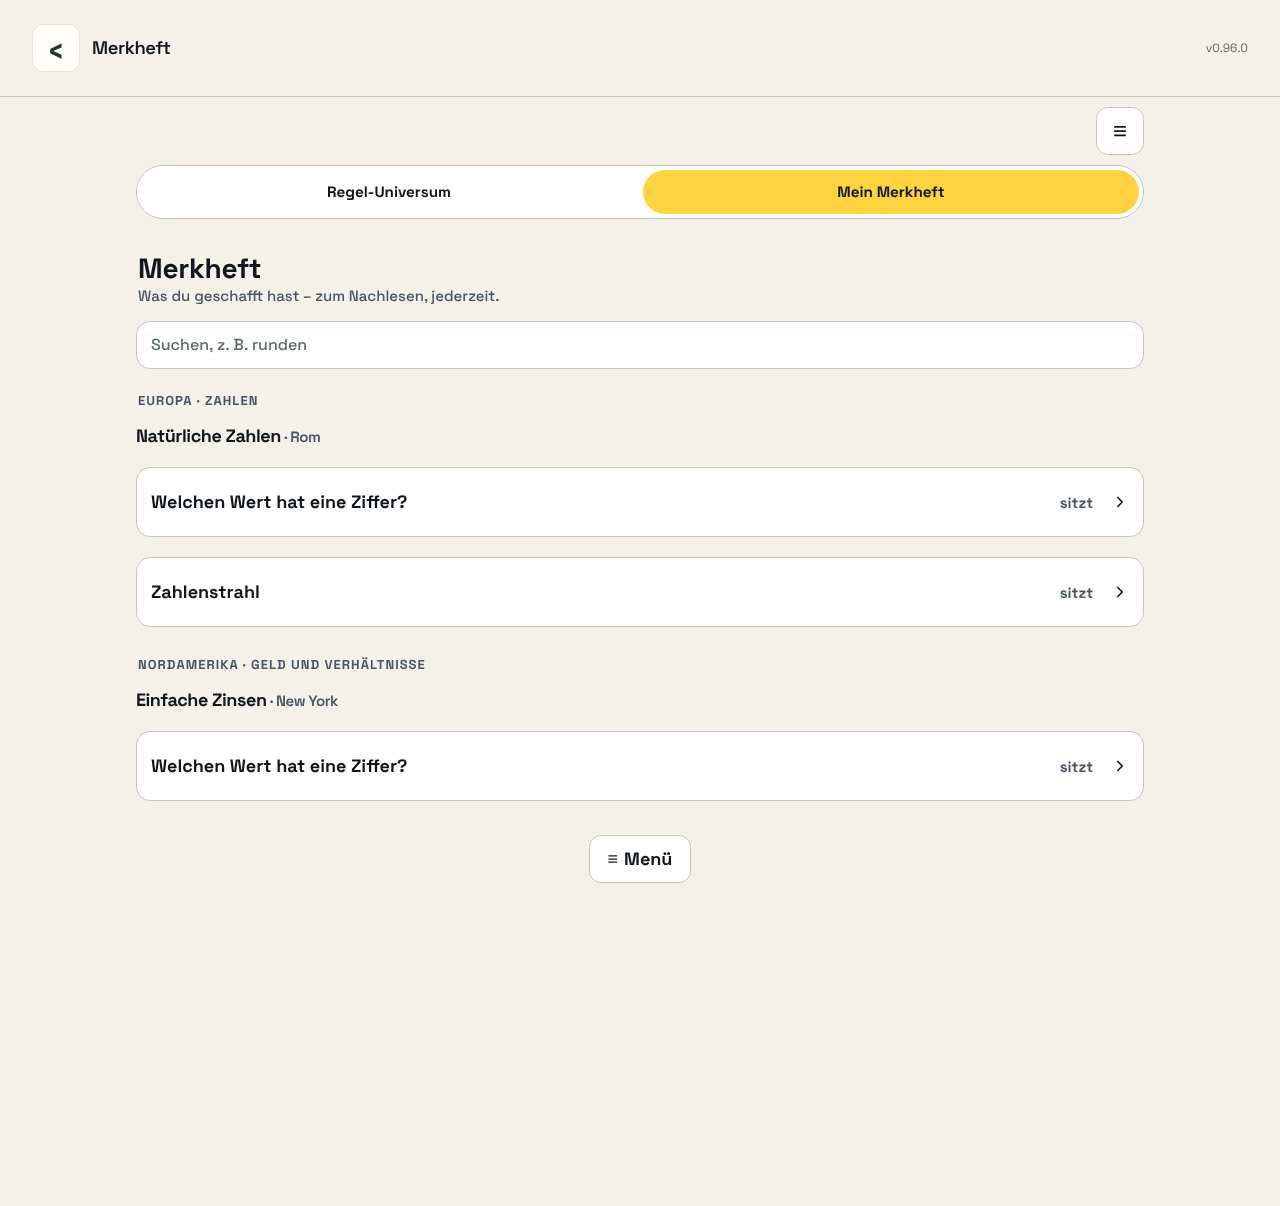 < Merkheft
v0.96.0
≡
Regel-Universum
Mein Merkheft
Merkheft
Was du geschafft hast – zum Nachlesen, jederzeit.
Suchen, z. B. runden
EUROPA · ZAHLEN
Natürliche Zahlen · Rom
Welchen Wert hat eine Ziffer?
sitzt
Zahlenstrahl
sitzt
NORDAMERIKA · GELD UND VERHÄLTNISSE
Einfache Zinsen · New York
Welchen Wert hat eine Ziffer?
sitzt
≡ Menü